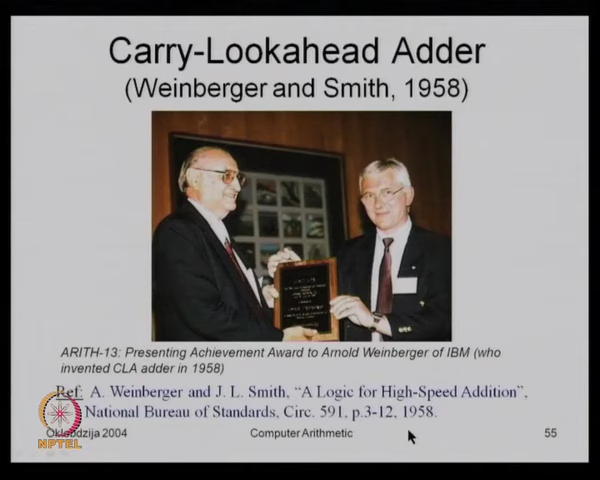 Carry-Lookahead Adder
(Weinberger and Smith, 1958)
ARITH-13: Presenting Achievement Award to Arnold Weinberger of IBM (who
invented CLA adder in 1958)
Ref: A. Weinberger and J. L. Smith, “A Logic for High-Speed Addition”,
National Bureau of Standards, Circ. 591, p.3-12, 1958.
Oklobdzija 2004 Computer Arithmetic 55
NPTEL